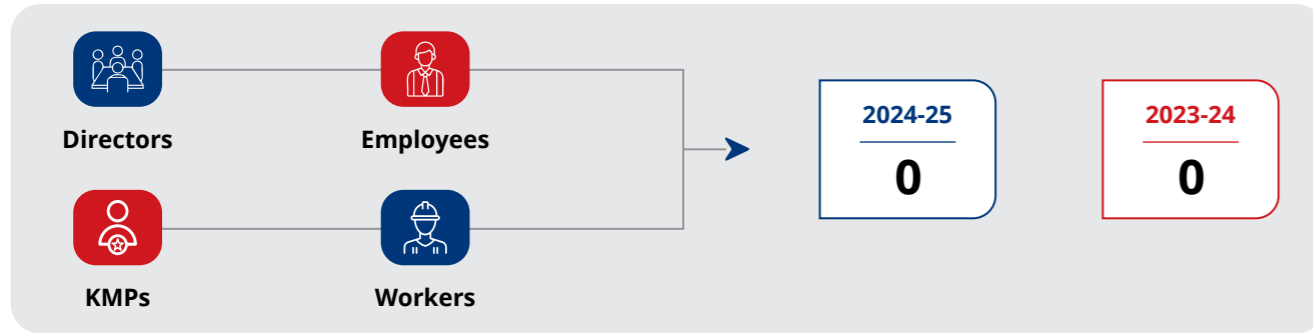 Directors
Employees
KMPs
Workers
2024-25
0
2023-24
0